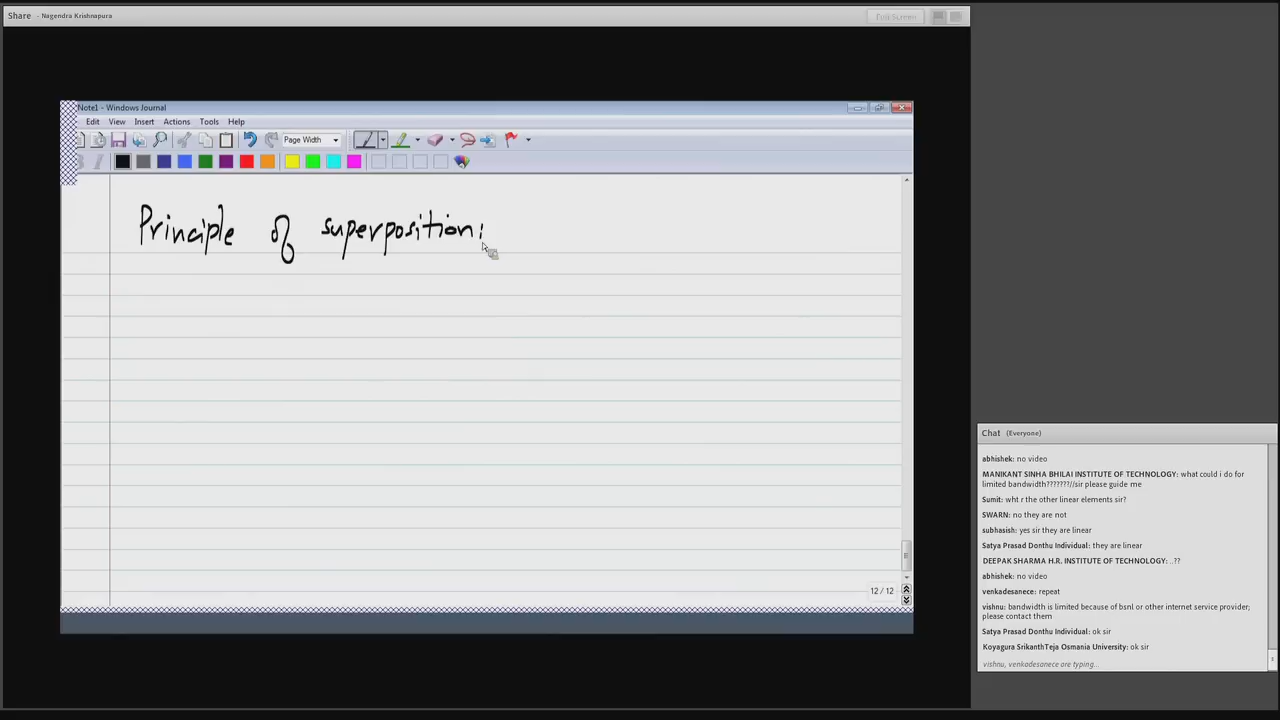 Share - Nagendra Krishnapura
Full Screen
Note1 - Windows Journal
Edit View Insert Actions Tools Help
Page Width
Principle of superposition:
12 / 12
Chat (Everyone)
abhishek: no video
MANIKANT SINHA BHILAI INSTITUTE OF TECHNOLOGY: what could i do for
limited bandwidth???????//sir please guide me
Sumit: wht r the other linear elements sir?
SWARN: no they are not
subhasish: yes sir they are linear
Satya Prasad Donthu Individual: they are linear
DEEPAK SHARMA H.R. INSTITUTE OF TECHNOLOGY: ..??
abhishek: no video
venkadesanece: repeat
vishnu: bandwidth is limited because of bsnl or other internet service provider;
please contact them
Satya Prasad Donthu Individual: ok sir
Koyagura SrikanthTeja Osmania University: ok sir
vishnu, venkadesanece are typing...